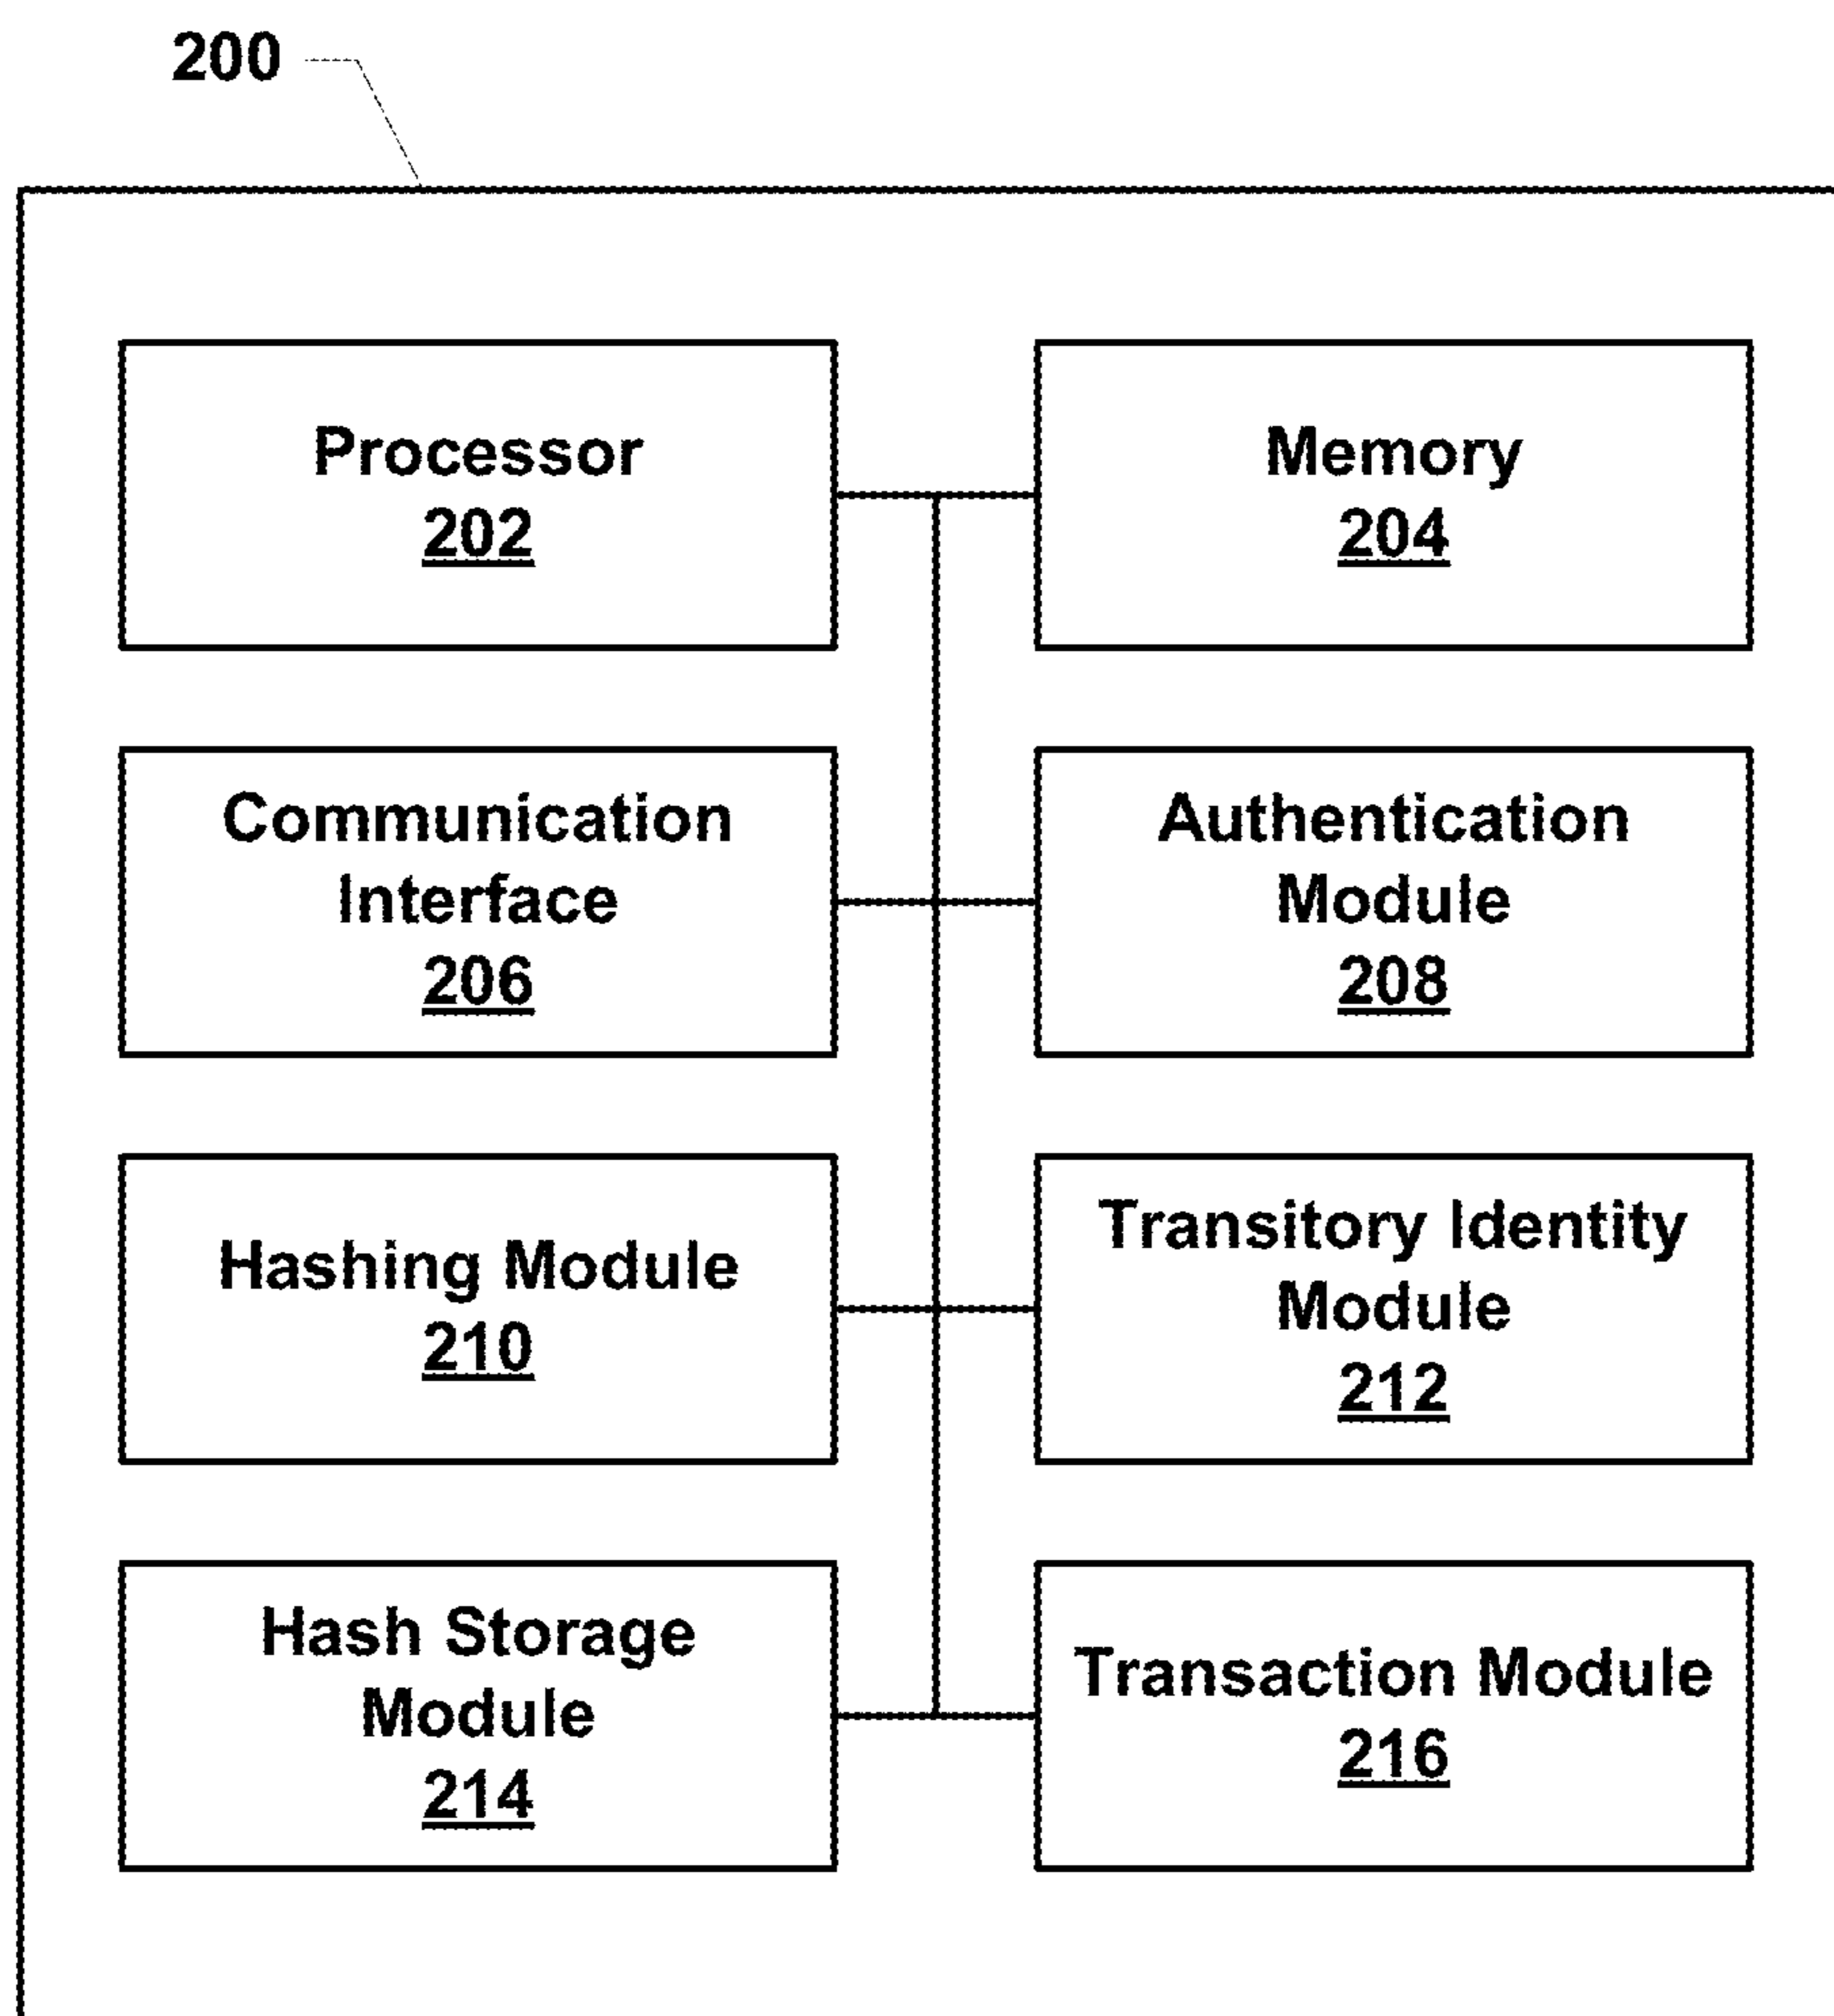 200
Processor
202
Memory
204
Communication
Interface
206
Authentication
Module
208
Hashing Module
210
Transitory Identity
Module
212
Hash Storage
Module
214
Transaction Module
216